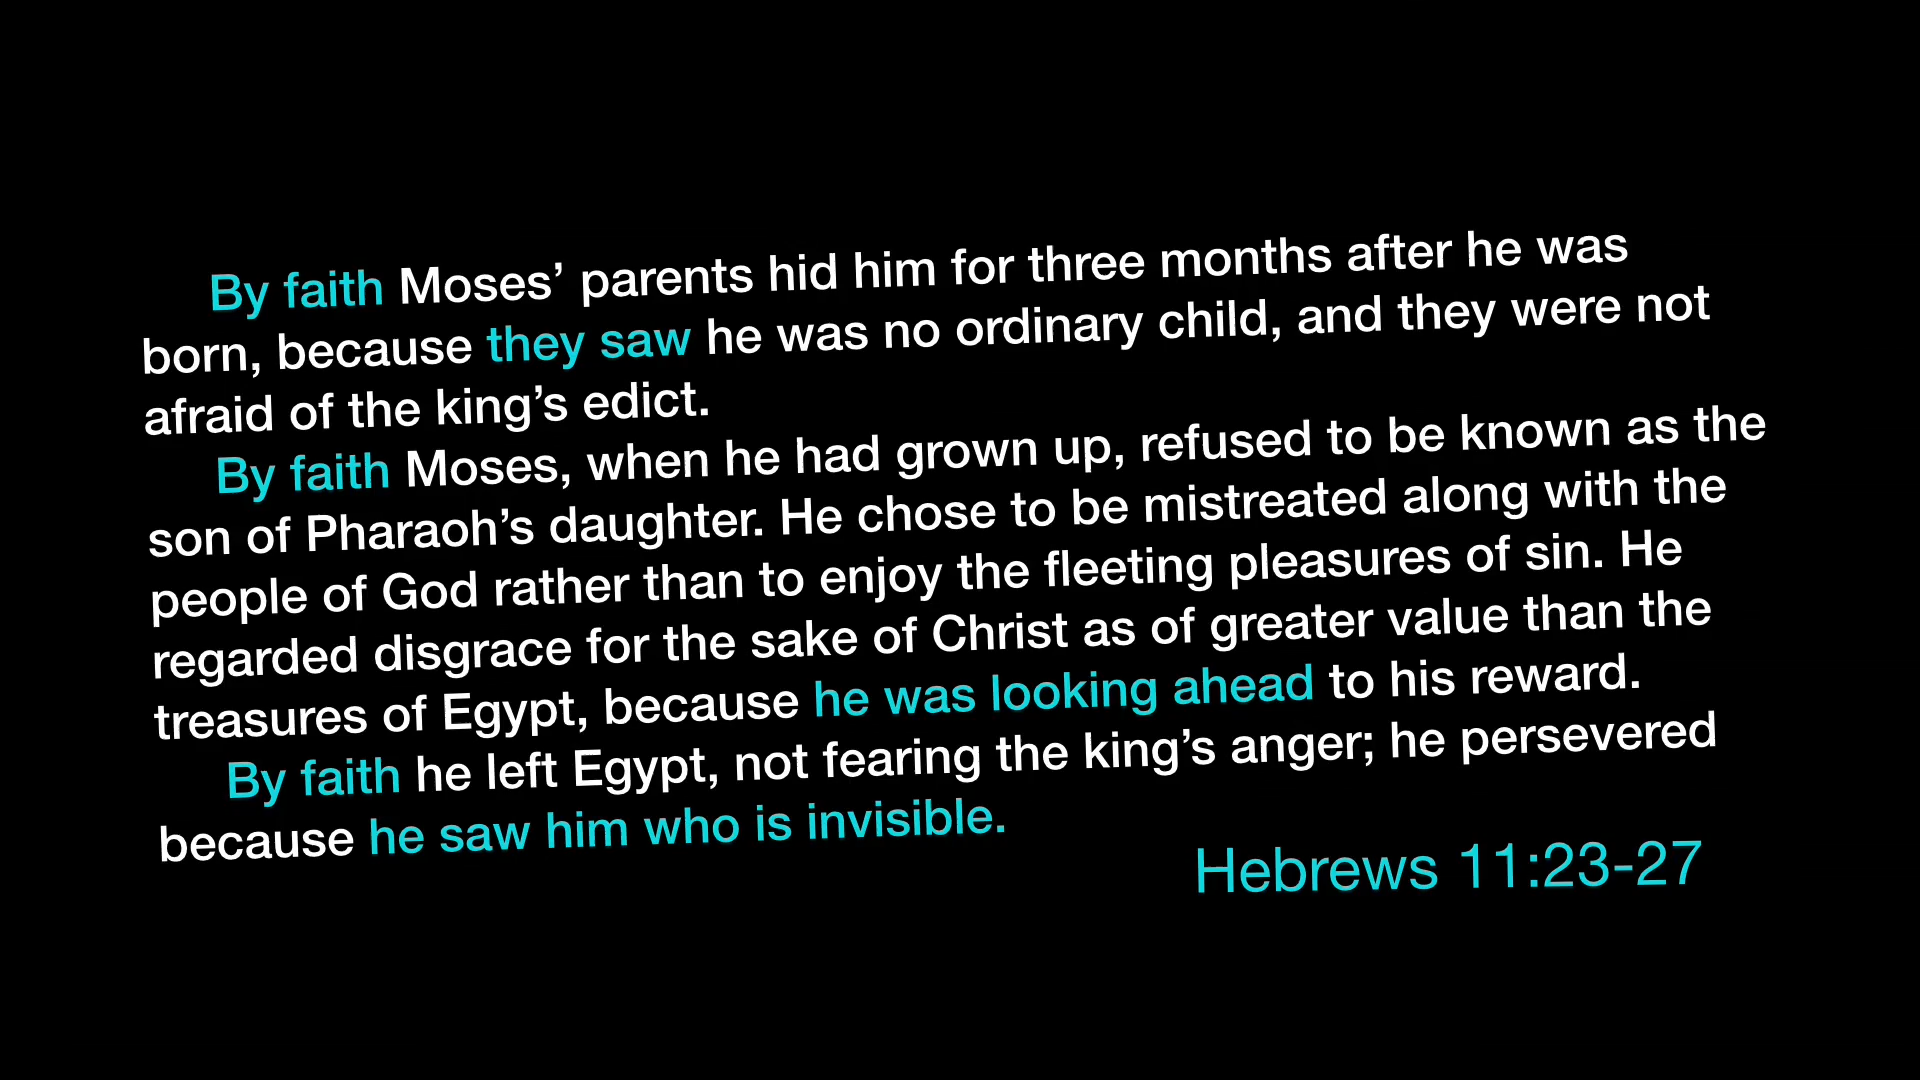 By faith Moses’ parents hid him for three months after he was
born, because they saw he was no ordinary child, and they were not
afraid of the king’s edict.
By faith Moses, when he had grown up, refused to be known as the
son of Pharaoh’s daughter. He chose to be mistreated along with the
people of God rather than to enjoy the fleeting pleasures of sin. He
regarded disgrace for the sake of Christ as of greater value than the
treasures of Egypt, because he was looking ahead to his reward.
By faith he left Egypt, not fearing the king’s anger; he persevered
because he saw him who is invisible.
Hebrews 11:23-27